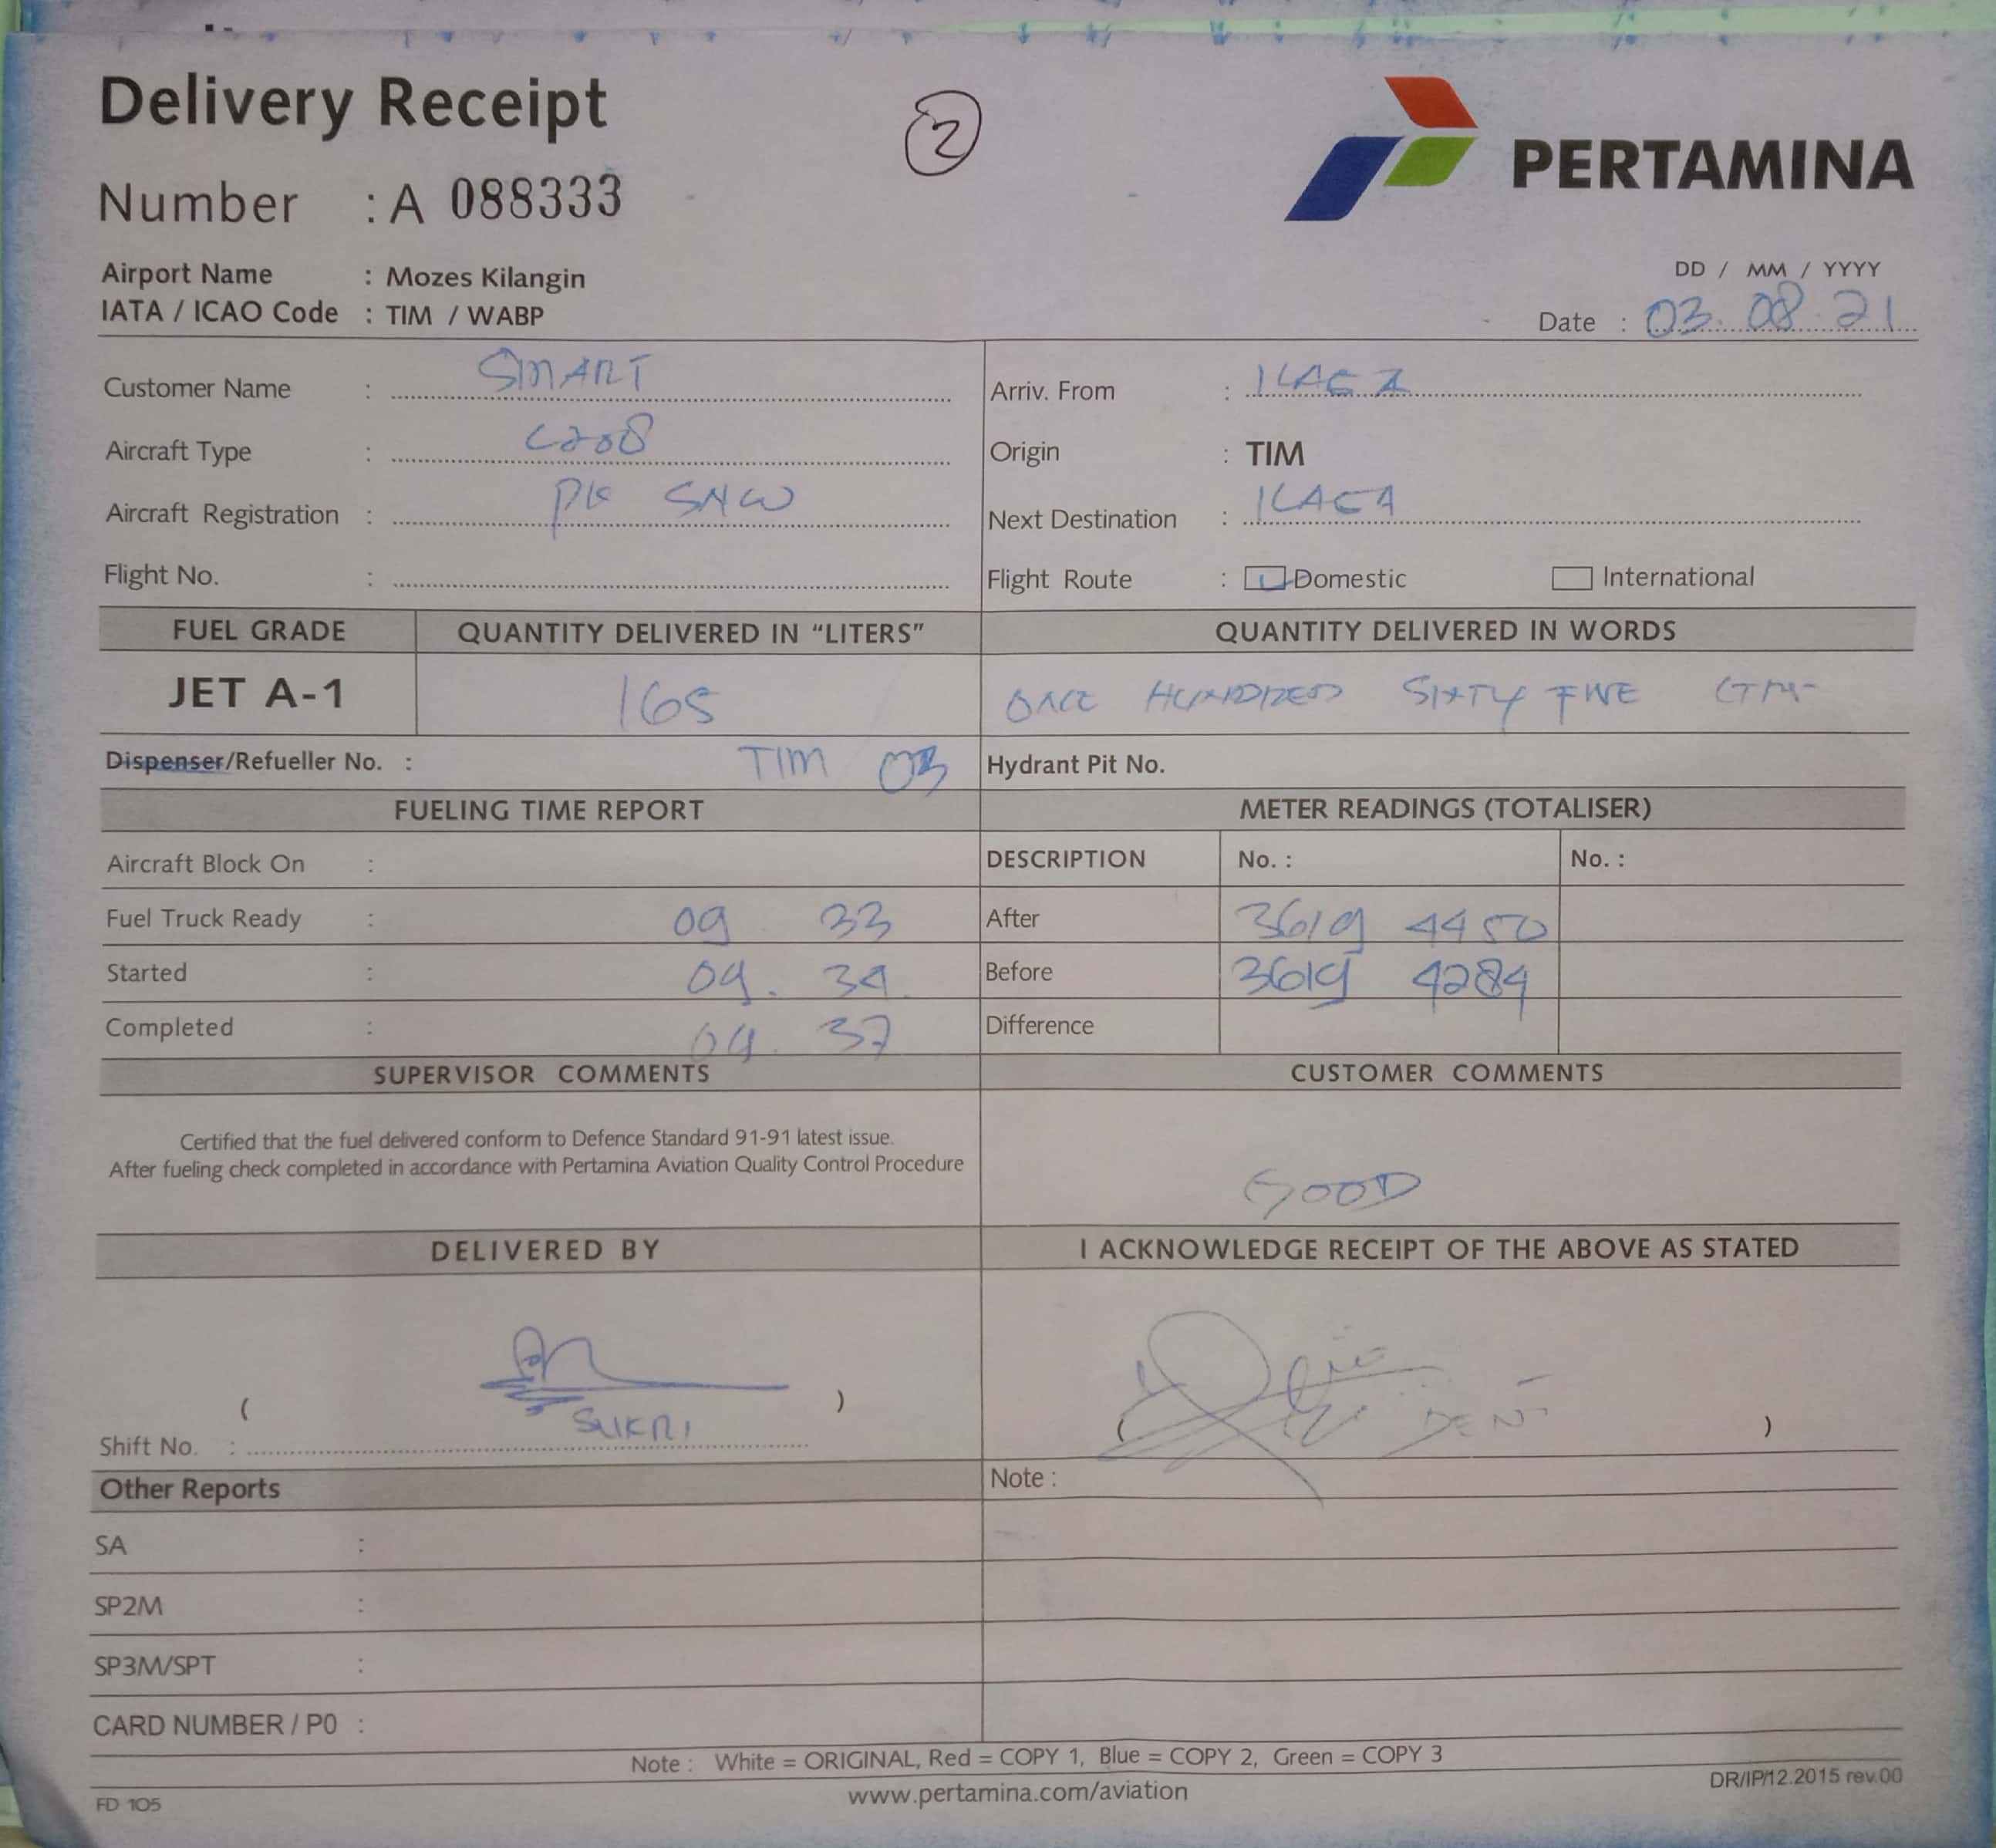 Delivery Receipt
2
PERTAMINA
Number : A 088333
Airport Name : Mozes Kilangin
IATA / ICAO Code : TIM / WABP
DD / MM / YYYY
Date : 03. 08. 21
Customer Name : SMART
Arriv. From : ILAGA
Aircraft Type : C208
Origin : TIM
Aircraft Registration : PK SNW
Next Destination : ILAGA
Flight No. :
Flight Route : Domestic International
FUEL GRADE QUANTITY DELIVERED IN “LITERS” QUANTITY DELIVERED IN WORDS
JET A-1 165 ONE HUNDRED SIXTY FIVE
Dispenser/Refueller No. : TIM 03 Hydrant Pit No.
FUELING TIME REPORT METER READINGS (TOTALISER)
Aircraft Block On : DESCRIPTION No. : No. :
Fuel Truck Ready : 09 33 After 3619 4450
Started : 09. 34 Before 3619 4284
Completed : 09. 37 Difference
SUPERVISOR COMMENTS CUSTOMER COMMENTS
Certified that the fuel delivered conform to Defence Standard 91-91 latest issue.
After fueling check completed in accordance with Pertamina Aviation Quality Control Procedure
GOOD
DELIVERED BY I ACKNOWLEDGE RECEIPT OF THE ABOVE AS STATED
( SUKRI ) ( )
Shift No. :
Other Reports Note :
SA :
SP2M :
SP3M/SPT :
CARD NUMBER / P0 :
Note : White = ORIGINAL, Red = COPY 1, Blue = COPY 2, Green = COPY 3
FD 105 www.pertamina.com/aviation DR/IP/12.2015 rev.00